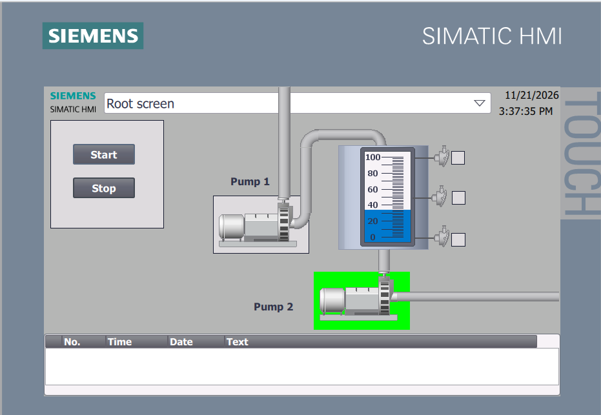 SIEMENS
SIMATIC HMI
SIEMENS
SIMATIC HMI
Root screen
11/21/2026
3:37:35 PM
TOUCH
Start
Stop
Pump 1
100
80
60
40
20
0
Pump 2
No. Time Date Text